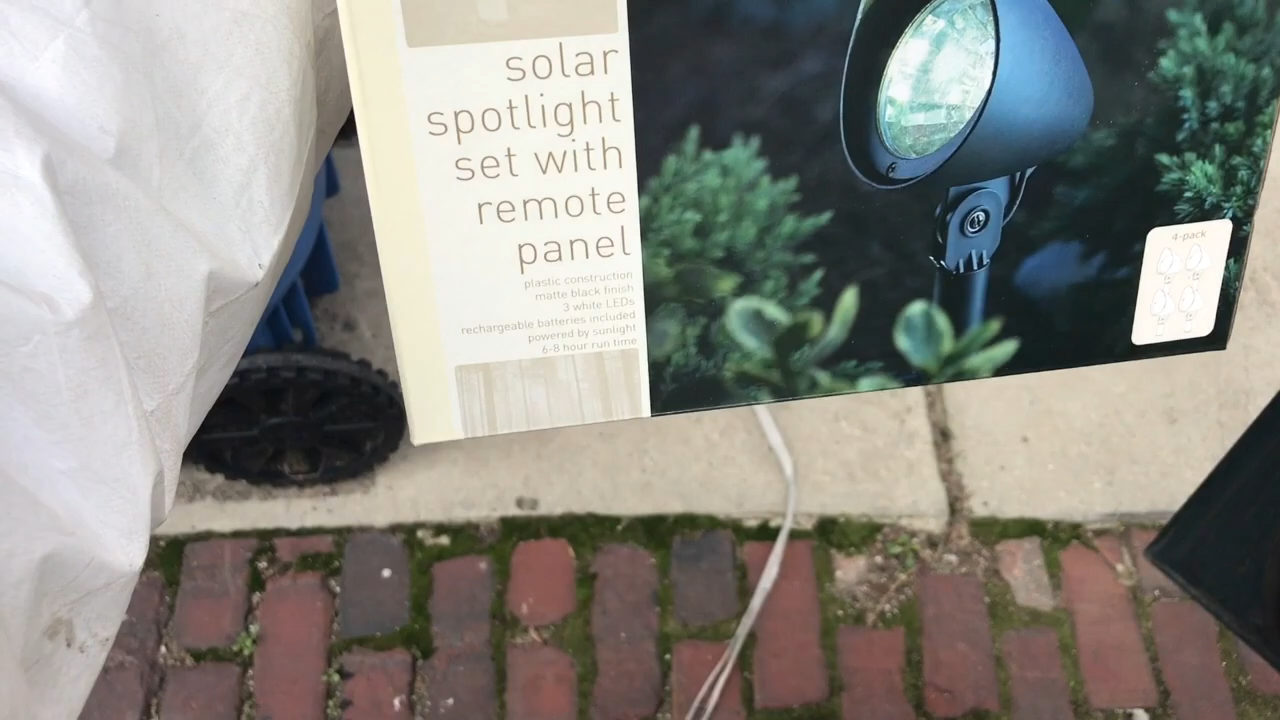 solar
spotlight
set with
remote
panel
plastic construction
matte black finish
3 white LEDs
rechargeable batteries included
powered by sunlight
6-8 hour run time
4-pack